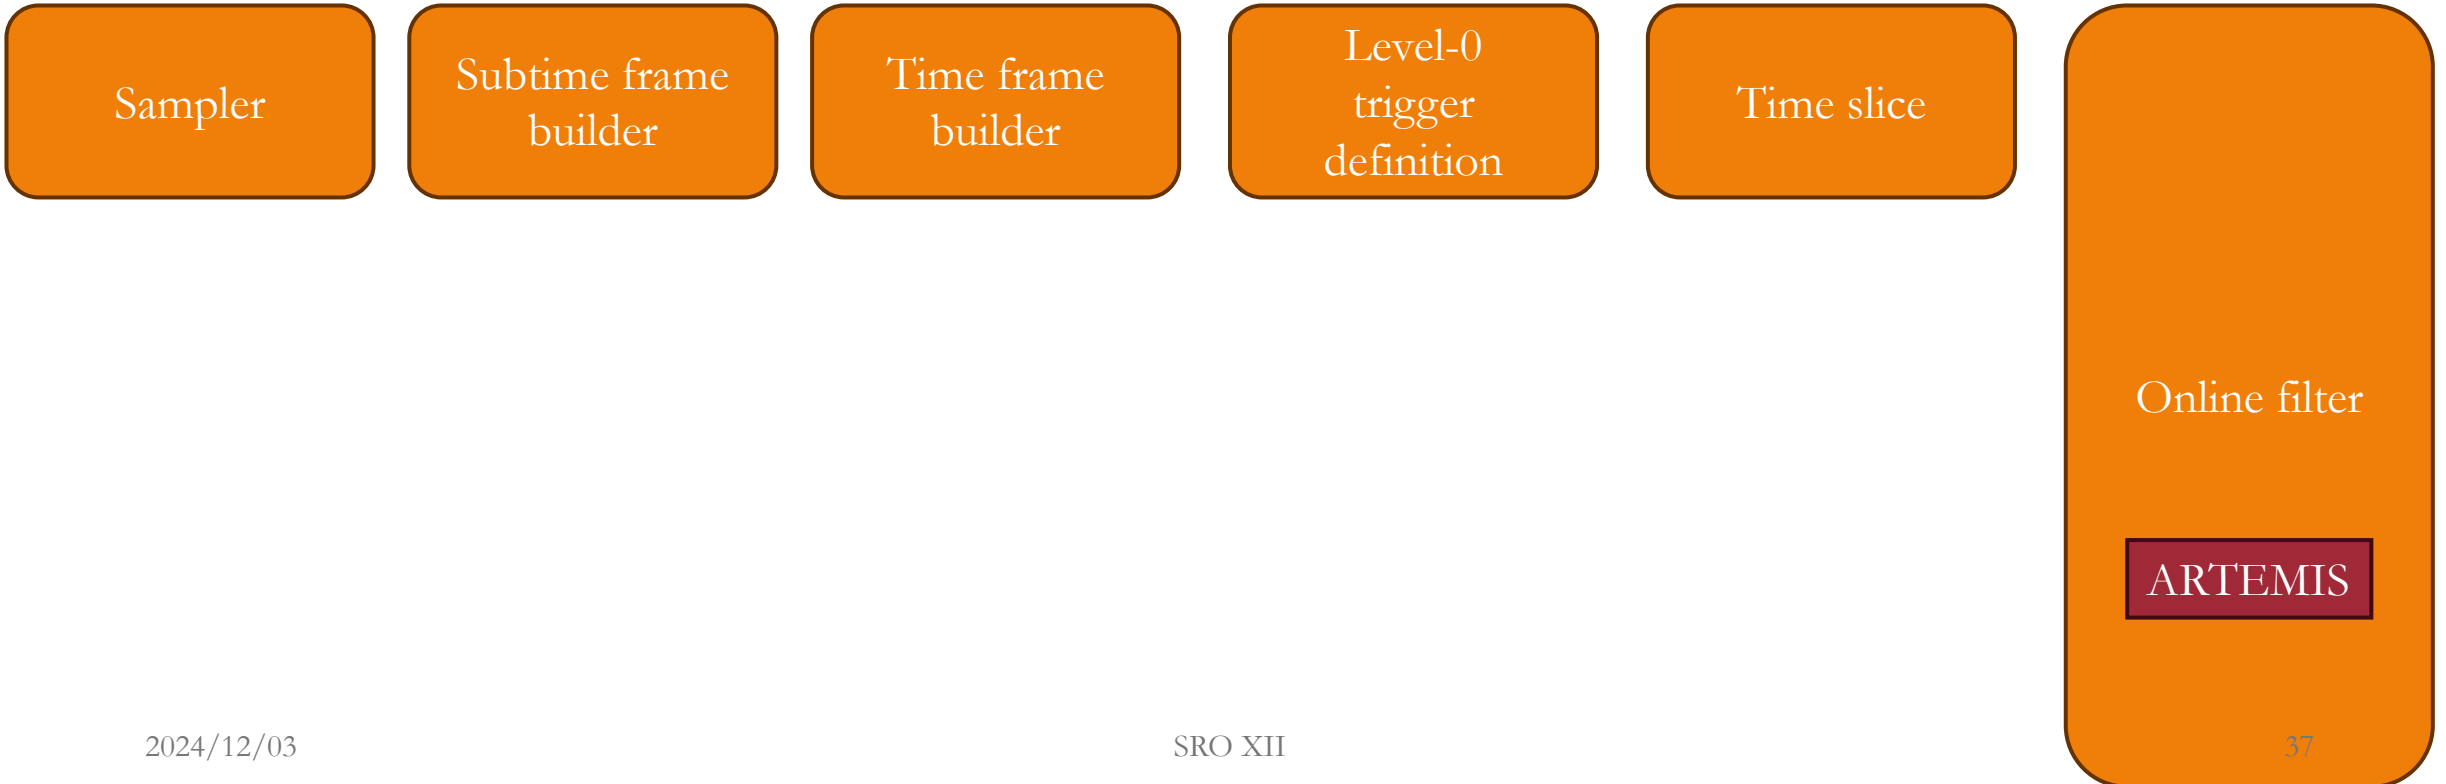 Sampler
Subtime frame
builder
Time frame
builder
Level-0
trigger
definition
Time slice
Online filter
ARTEMIS
2024/12/03
SRO XII
37